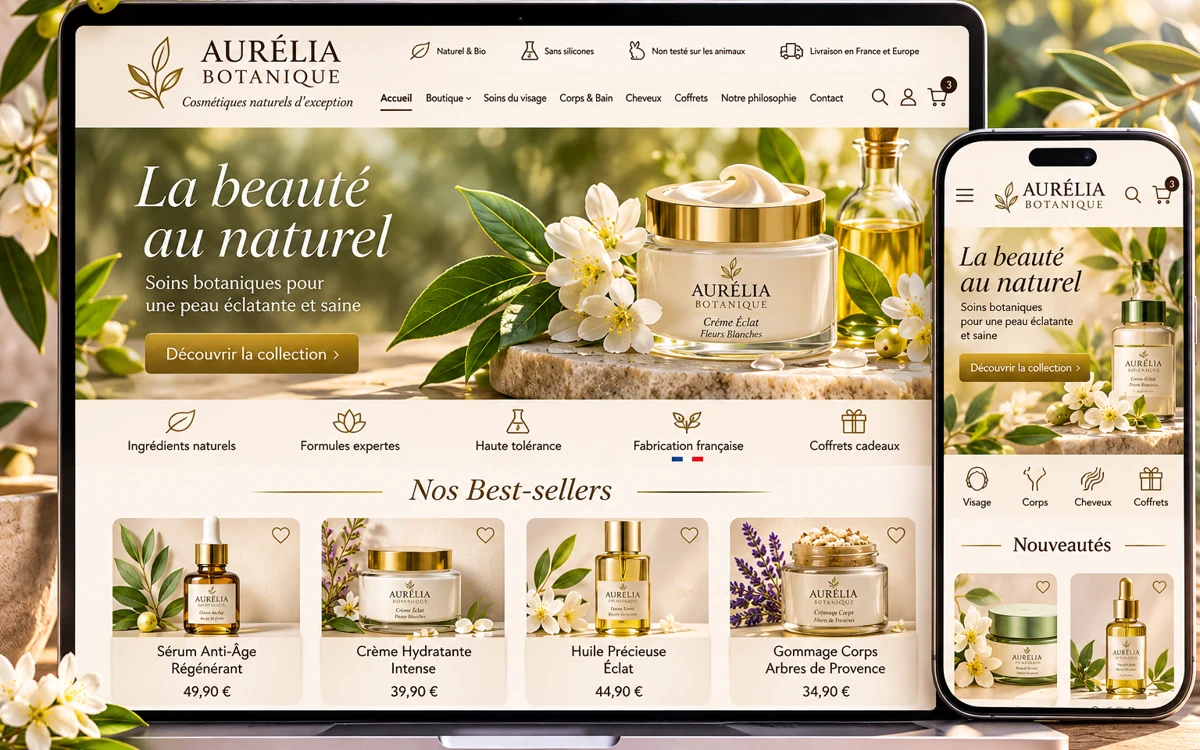 AURÉLIA
BOTANIQUE
Cosmétiques naturels d'exception
Naturel & Bio
Sans silicones
Non testé sur les animaux
Livraison en France et Europe
Accueil
Boutique
Soins du visage
Corps & Bain
Cheveux
Coffrets
Notre philosophie
Contact
3
La beauté
au naturel
Soins botaniques pour
une peau éclatante et saine
Découvrir la collection >
AURÉLIA
BOTANIQUE
Crème Éclat
Fleurs Blanches
Ingrédients naturels
Formules expertes
Haute tolérance
Fabrication française
Coffrets cadeaux
Nos Best-sellers
AURÉLIA
AURÉLIA
BOTANIQUE
Crème Éclat
AURÉLIA
AURÉLIA
BOTANIQUE
Sérum Anti-Âge
Régénérant
49,90 €
Crème Hydratante
Intense
39,90 €
Huile Précieuse
Éclat
44,90 €
Gommage Corps
Arbres de Provence
34,90 €
AURÉLIA
BOTANIQUE
3
La beauté
au naturel
Soins botaniques
pour une peau éclatante
et saine
Découvrir la collection >
AURÉLIA
BOTANIQUE
Visage
Corps
Cheveux
Coffrets
Nouveautés
AURÉLIA
AURÉLIA